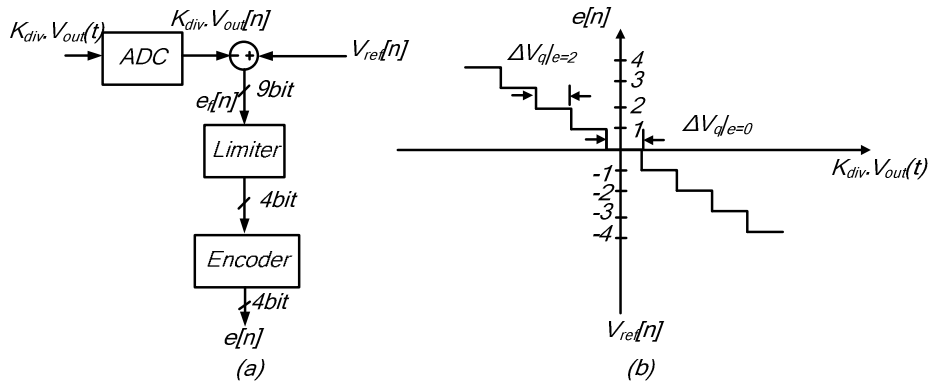 K_div.V_out(t)
K_div.V_out[n]
ADC
- +
V_ref[n]
9bit
e_f[n]
Limiter
4bit
Encoder
4bit
e[n]
(a)
e[n]
ΔV_q|e=2
4
3
2
1
ΔV_q|e=0
K_div.V_out(t)
-1
-2
-3
-4
V_ref[n]
(b)